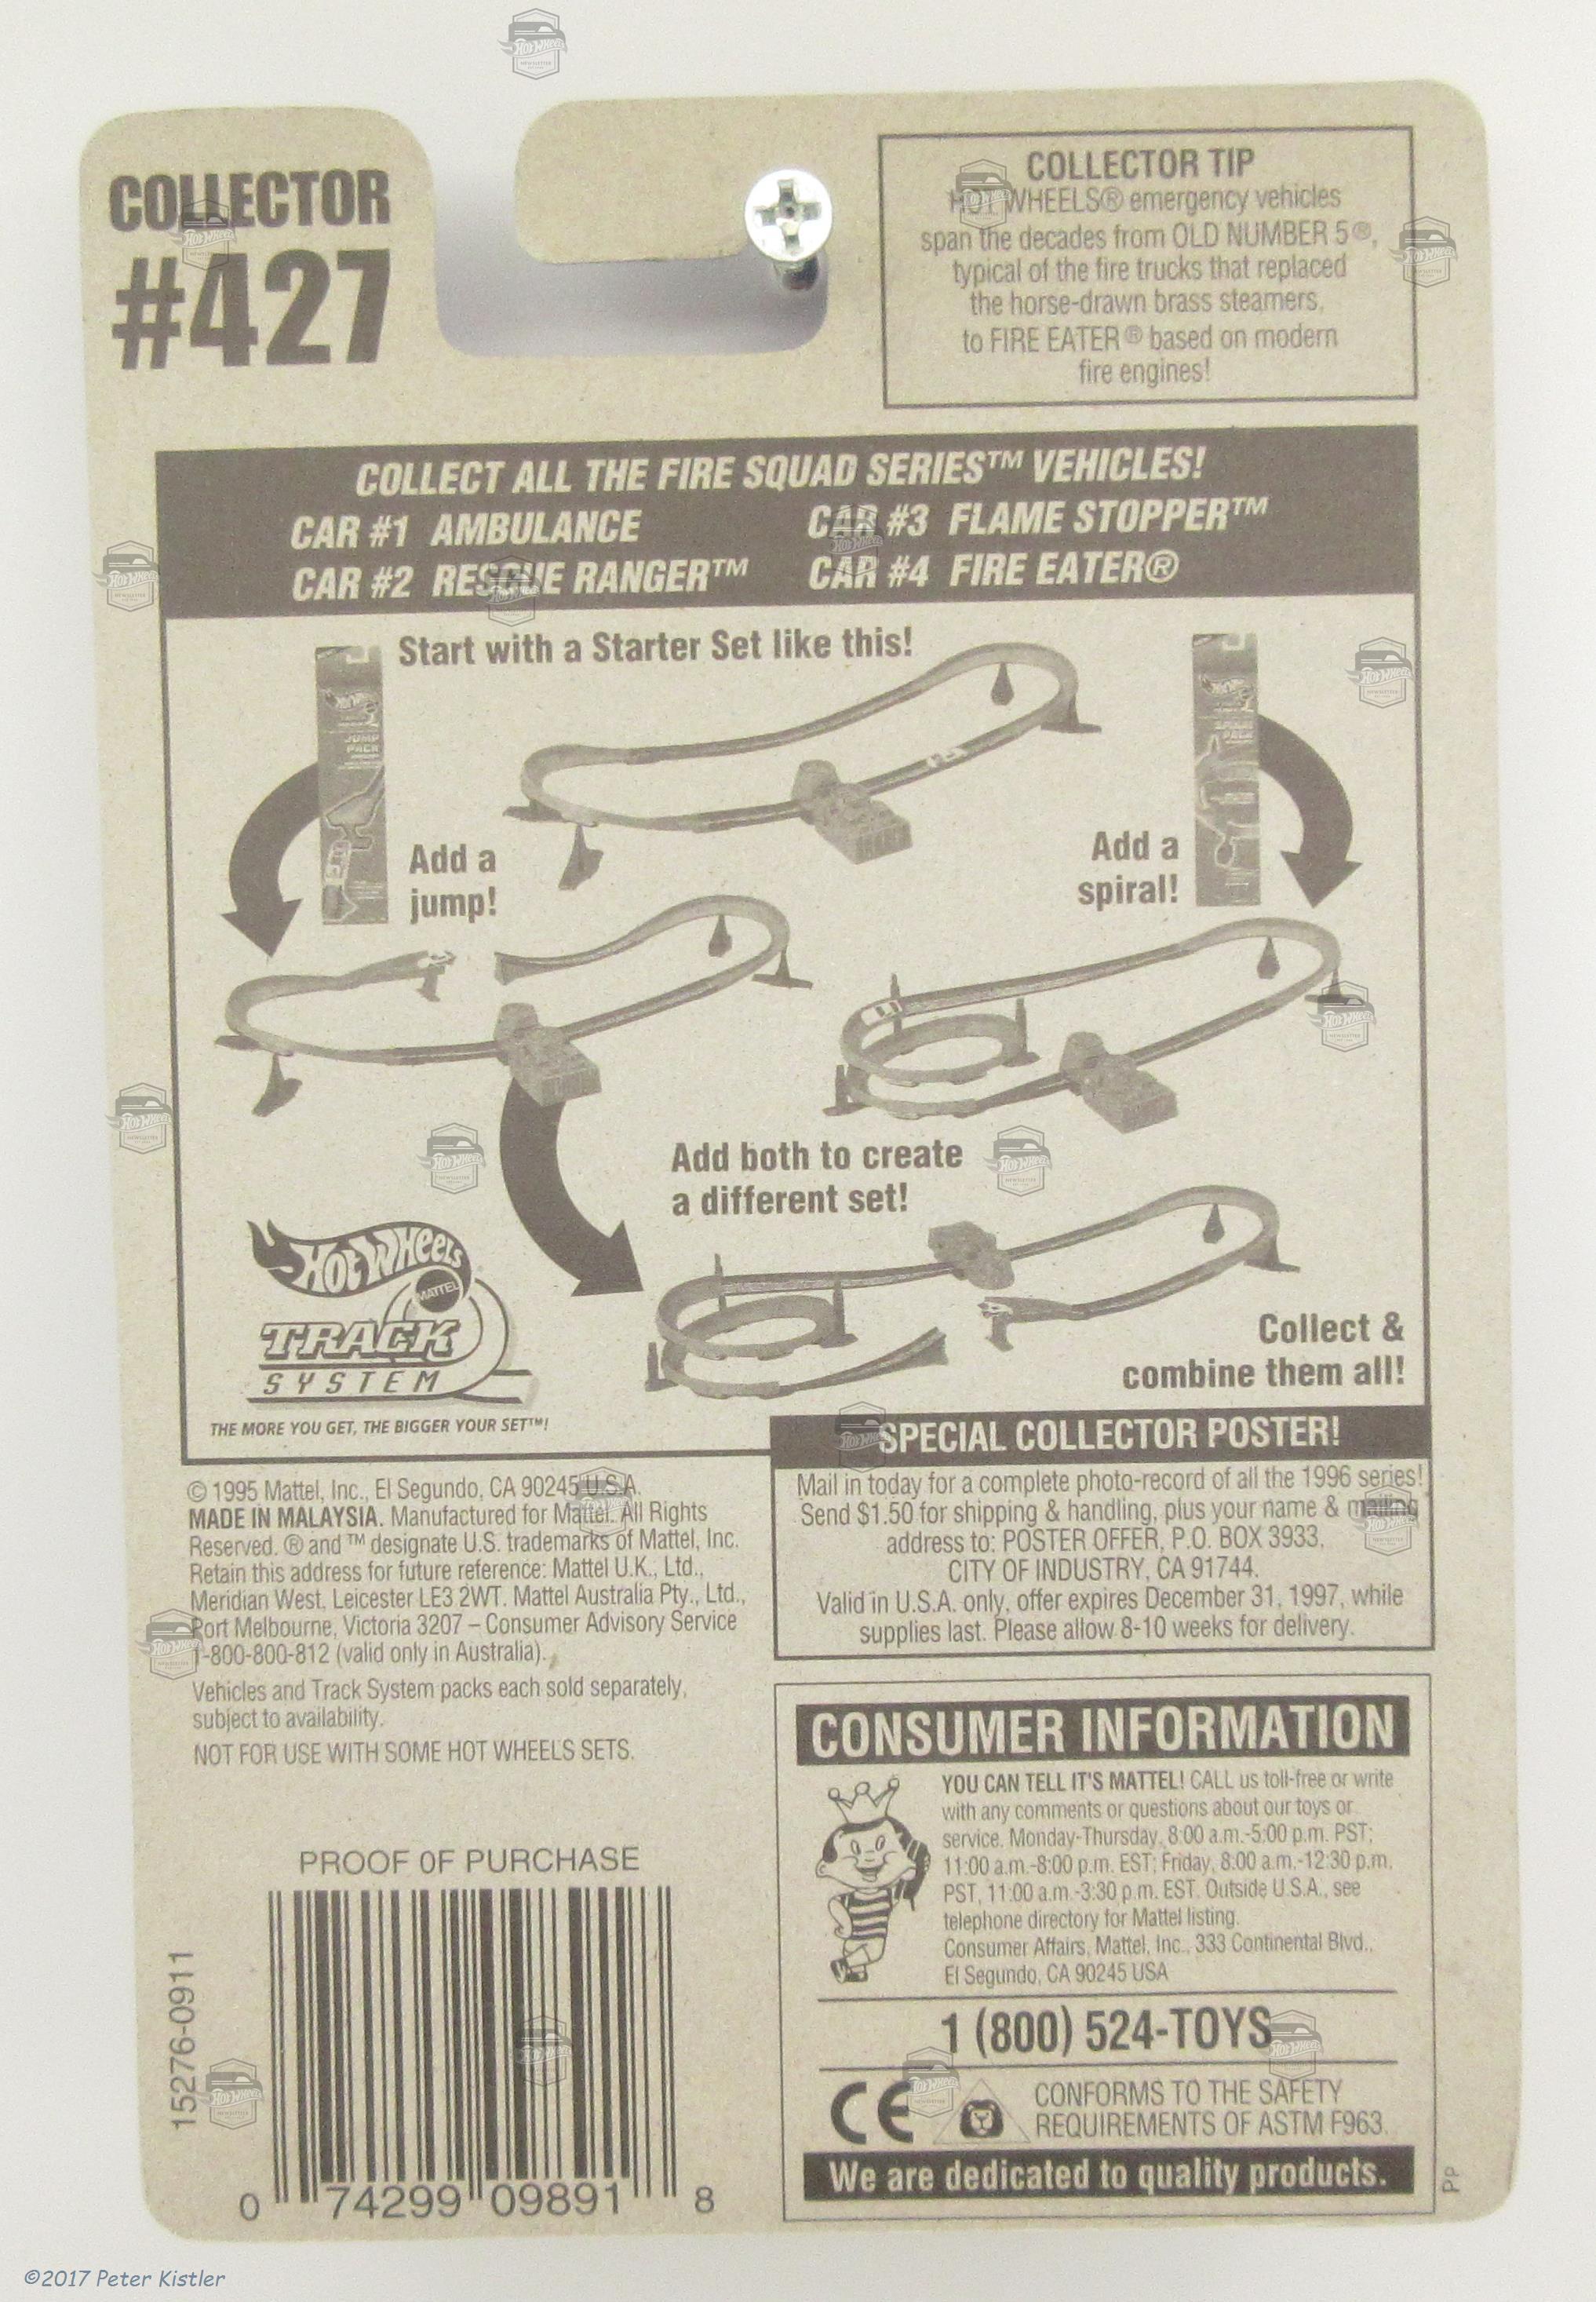 COLLECTOR
#427
COLLECTOR TIP
HOT WHEELS® emergency vehicles
span the decades from OLD NUMBER 5®,
typical of the fire trucks that replaced
the horse-drawn brass steamers,
to FIRE EATER® based on modern
fire engines!
COLLECT ALL THE FIRE SQUAD SERIES™ VEHICLES!
CAR #1 AMBULANCE
CAR #3 FLAME STOPPER™
CAR #2 RESCUE RANGER™
CAR #4 FIRE EATER®
Start with a Starter Set like this!
JUMP
PACK
Add a
jump!
Add a
spiral!
Add both to create
a different set!
Hot Wheels
MATTEL
TRACK
SYSTEM
THE MORE YOU GET, THE BIGGER YOUR SET™!
Collect &
combine them all!
SPECIAL COLLECTOR POSTER!
Mail in today for a complete photo-record of all the 1996 series!
Send $1.50 for shipping & handling, plus your name & mailing
address to: POSTER OFFER, P.O. BOX 3933,
CITY OF INDUSTRY, CA 91744.
Valid in U.S.A. only, offer expires December 31, 1997, while
supplies last. Please allow 8-10 weeks for delivery.
© 1995 Mattel, Inc., El Segundo, CA 90245 U.S.A.
MADE IN MALAYSIA. Manufactured for Mattel. All Rights
Reserved. ® and ™ designate U.S. trademarks of Mattel, Inc.
Retain this address for future reference: Mattel U.K., Ltd.,
Meridian West, Leicester LE3 2WT. Mattel Australia Pty., Ltd.,
Port Melbourne, Victoria 3207 – Consumer Advisory Service
1-800-800-812 (valid only in Australia).
Vehicles and Track System packs each sold separately,
subject to availability.
NOT FOR USE WITH SOME HOT WHEELS SETS.
CONSUMER INFORMATION
YOU CAN TELL IT'S MATTEL! CALL us toll-free or write
with any comments or questions about our toys or
service. Monday-Thursday, 8:00 a.m.-5:00 p.m. PST;
11:00 a.m.-8:00 p.m. EST; Friday, 8:00 a.m.-12:30 p.m.
PST, 11:00 a.m.-3:30 p.m. EST. Outside U.S.A., see
telephone directory for Mattel listing.
Consumer Affairs, Mattel, Inc., 333 Continental Blvd.,
El Segundo, CA 90245 USA
1 (800) 524-TOYS
CE
CONFORMS TO THE SAFETY
REQUIREMENTS OF ASTM F963.
We are dedicated to quality products.
PP
PROOF OF PURCHASE
15276-0911
0 74299 09891 8
©2017 Peter Kistler